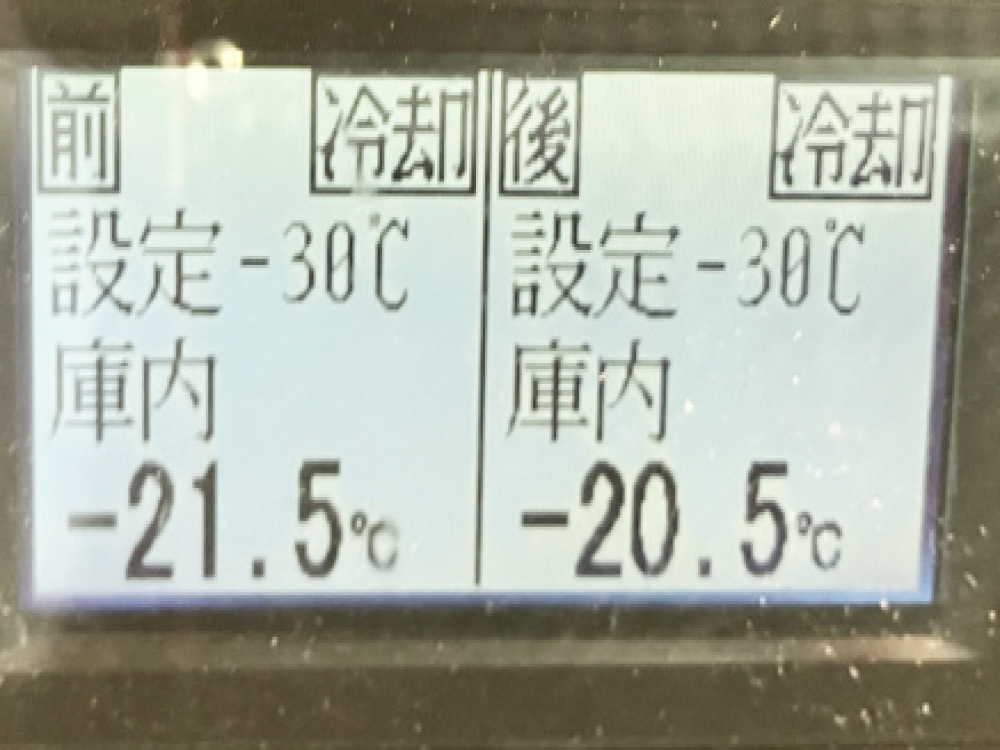 前 冷却
設定-30℃
庫内
-21.5℃
後 冷却
設定-30℃
庫内
-20.5℃